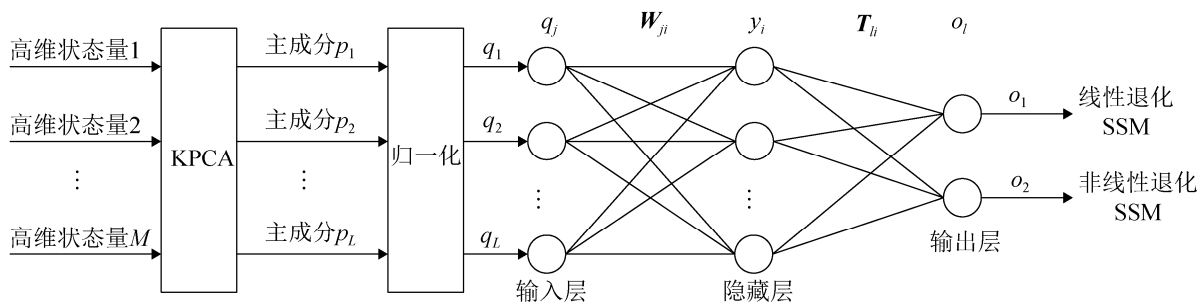 q_j W_ji y_i T_li o_l
高维状态量1 主成分p_1 q_1
高维状态量2 主成分p_2 q_2
⋮ ⋮ ⋮ ⋮
高维状态量M 主成分p_L q_L
KPCA
归一化
o_1 线性退化
SSM
o_2 非线性退化
SSM
输入层 隐藏层 输出层